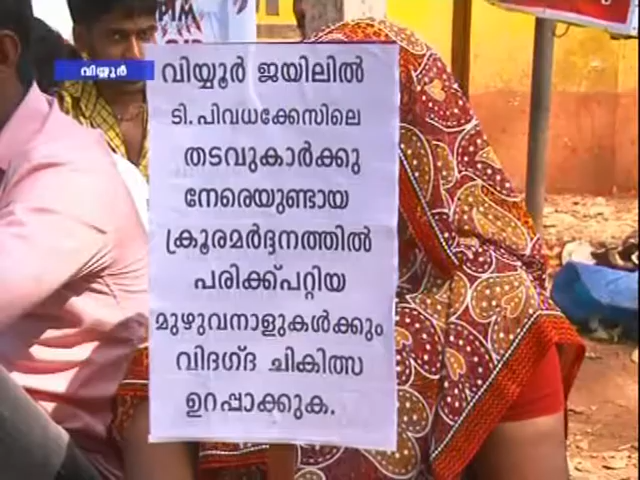 വിയ്യൂർ
വിയ്യൂർ ജയിലിൽ
ടി.പിവധക്കേസിലെ
തടവുകാർക്കു
നേരെയുണ്ടായ
ക്രൂരമർദ്ദനത്തിൽ
പരിക്ക്പറ്റിയ
മുഴുവനാളുകൾക്കും
വിദഗ്ദ ചികിത്സ
ഉറപ്പാക്കുക.